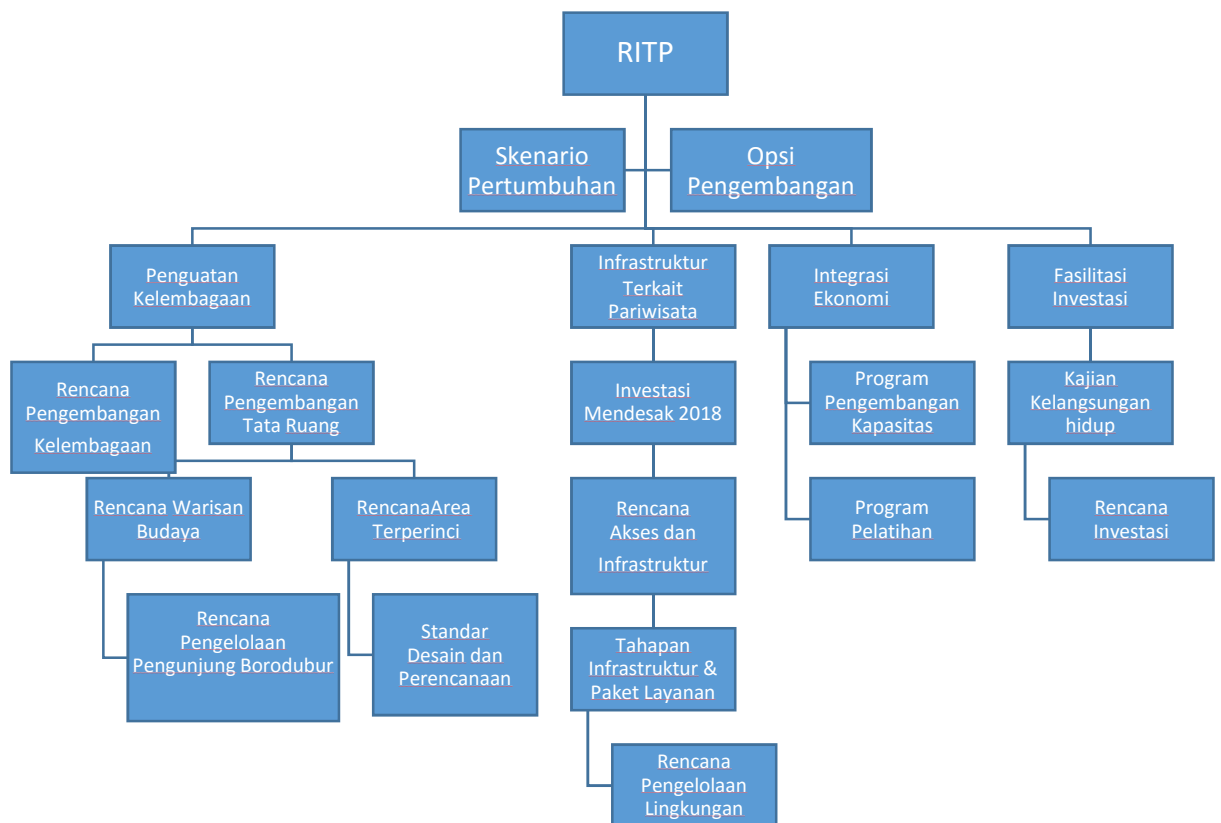 RITP
Skenario
Pertumbuhan
Opsi
Pengembangan
Penguatan
Kelembagaan
Infrastruktur
Terkait
Pariwisata
Integrasi
Ekonomi
Fasilitasi
Investasi
Rencana
Pengembangan
Kelembagaan
Rencana
Pengembangan
Tata Ruang
Investasi
Mendesak 2018
Program
Pengembangan
Kapasitas
Kajian
Kelangsungan
hidup
Rencana Warisan
Budaya
RencanaArea
Terperinci
Rencana
Akses dan
Infrastruktur
Program
Pelatihan
Rencana
Investasi
Rencana
Pengelolaan
Pengunjung Borodubur
Standar
Desain dan
Perencanaan
Tahapan
Infrastruktur &
Paket Layanan
Rencana
Pengelolaan
Lingkungan